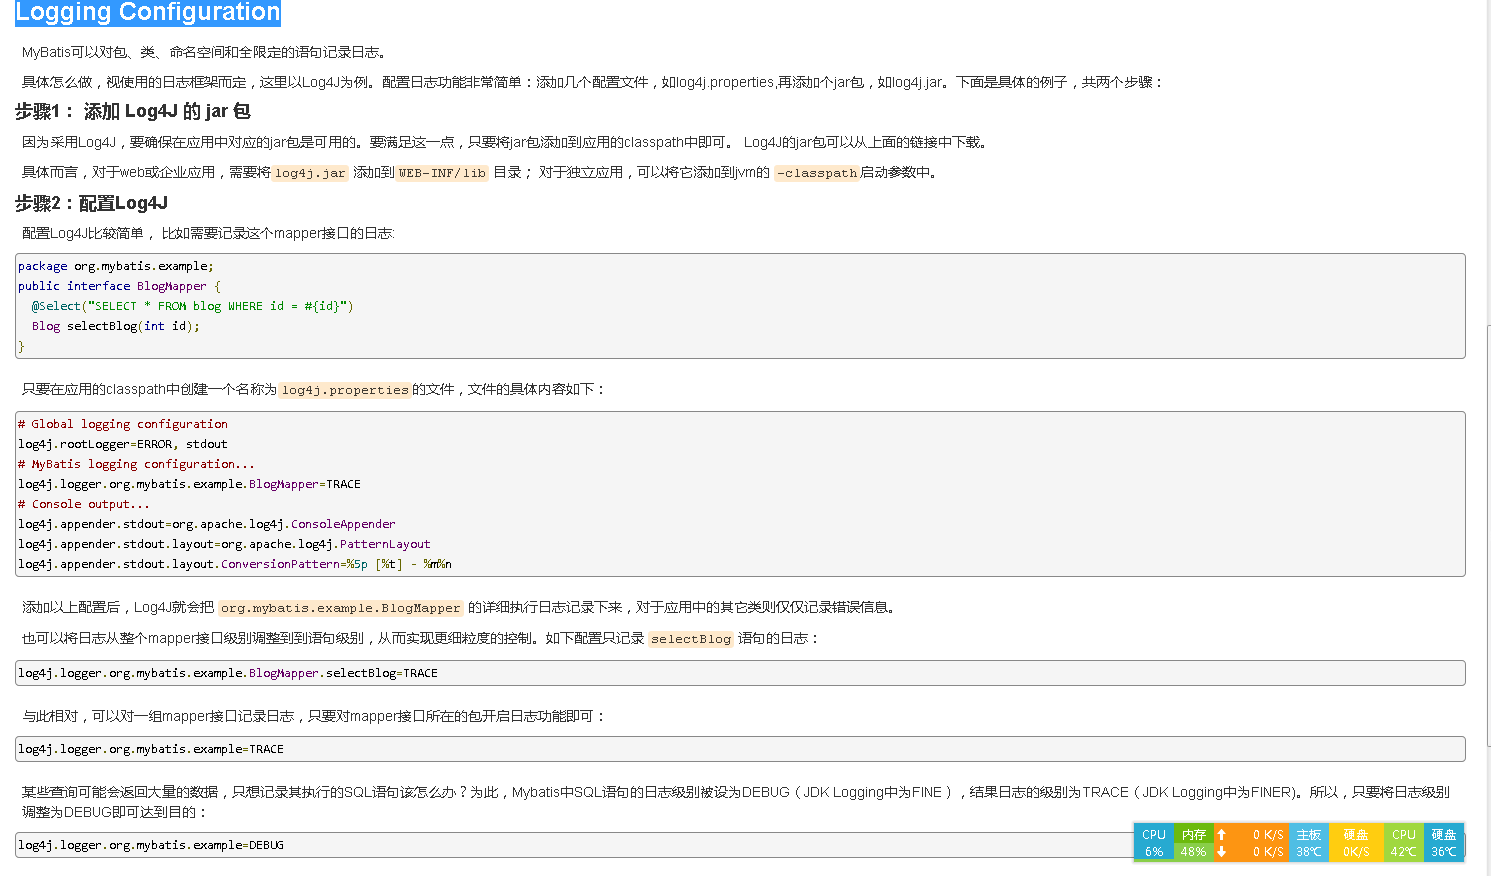 Logging Configuration
MyBatis可以对包、类、命名空间和全限定的语句记录日志。
具体怎么做，视使用的日志框架而定，这里以Log4J为例。配置日志功能非常简单：添加几个配置文件，如log4j.properties,再添加个jar包，如log4j.jar。下面是具体的例子，共两个步骤：
步骤1： 添加 Log4J 的 jar 包
因为采用Log4J，要确保在应用中对应的jar包是可用的。要满足这一点，只要将jar包添加到应用的classpath中即可。 Log4J的jar包可以从上面的链接中下载。
具体而言，对于web或企业应用，需要将log4j.jar 添加到WEB-INF/lib 目录； 对于独立应用，可以将它添加到jvm的 -classpath启动参数中。
步骤2：配置Log4J
配置Log4J比较简单， 比如需要记录这个mapper接口的日志:
package org.mybatis.example;
public interface BlogMapper {
  @Select("SELECT * FROM blog WHERE id = #{id}")
  Blog selectBlog(int id);
}
只要在应用的classpath中创建一个名称为log4j.properties的文件，文件的具体内容如下：
# Global logging configuration
log4j.rootLogger=ERROR, stdout
# MyBatis logging configuration...
log4j.logger.org.mybatis.example.BlogMapper=TRACE
# Console output...
log4j.appender.stdout=org.apache.log4j.ConsoleAppender
log4j.appender.stdout.layout=org.apache.log4j.PatternLayout
log4j.appender.stdout.layout.ConversionPattern=%5p [%t] - %m%n
添加以上配置后，Log4J就会把 org.mybatis.example.BlogMapper 的详细执行日志记录下来，对于应用中的其它类则仅仅记录错误信息。
也可以将日志从整个mapper接口级别调整到到语句级别，从而实现更细粒度的控制。如下配置只记录 selectBlog 语句的日志：
log4j.logger.org.mybatis.example.BlogMapper.selectBlog=TRACE
与此相对，可以对一组mapper接口记录日志，只要对mapper接口所在的包开启日志功能即可：
log4j.logger.org.mybatis.example=TRACE
某些查询可能会返回大量的数据，只想记录其执行的SQL语句该怎么办？为此，Mybatis中SQL语句的日志级别被设为DEBUG（JDK Logging中为FINE），结果日志的级别为TRACE（JDK Logging中为FINER)。所以，只要将日志级别
调整为DEBUG即可达到目的：
log4j.logger.org.mybatis.example=DEBUG
CPU 内存 ↑ 0 K/S 主板 硬盘 CPU 硬盘
6% 48% ↓ 0 K/S 38℃ 0K/S 42℃ 36℃